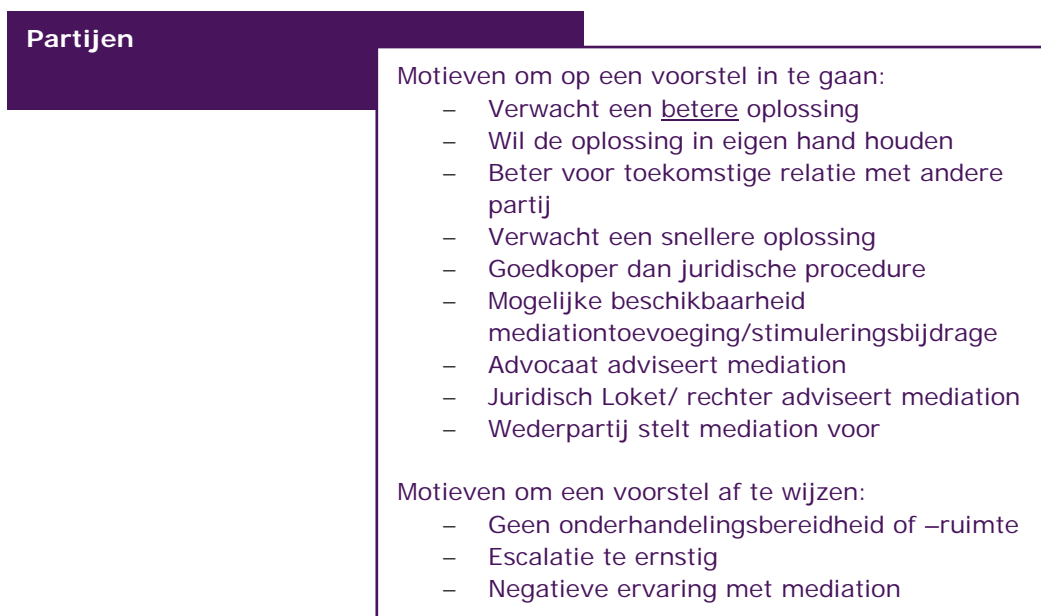 Partijen
Motieven om op een voorstel in te gaan:
– Verwacht een betere oplossing
– Wil de oplossing in eigen hand houden
– Beter voor toekomstige relatie met andere
partij
– Verwacht een snellere oplossing
– Goedkoper dan juridische procedure
– Mogelijke beschikbaarheid
mediationtoevoeging/stimuleringsbijdrage
– Advocaat adviseert mediation
– Juridisch Loket/ rechter adviseert mediation
– Wederpartij stelt mediation voor
Motieven om een voorstel af te wijzen:
– Geen onderhandelingsbereidheid of –ruimte
– Escalatie te ernstig
– Negatieve ervaring met mediation